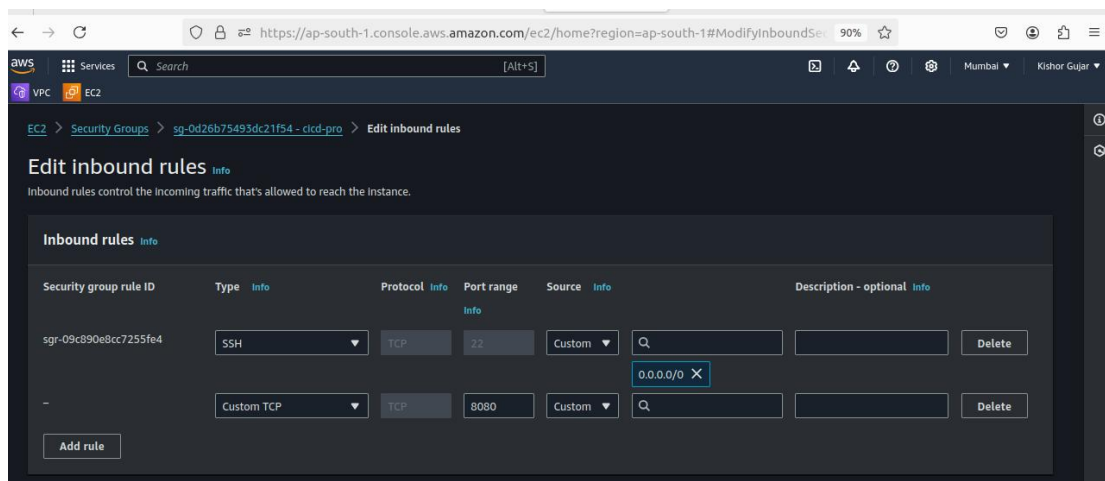 https://ap-south-1.console.aws.amazon.com/ec2/home?region=ap-south-1#ModifyInboundSec 90%
aws Services Search [Alt+S] Mumbai Kishor Gujar
VPC EC2
EC2 > Security Groups > sg-0d26b75493dc21f54 - cicd-pro > Edit inbound rules
Edit inbound rules Info
Inbound rules control the incoming traffic that's allowed to reach the instance.
Inbound rules Info
Security group rule ID Type Info Protocol Info Port range Source Info Description - optional Info
Info
sgr-09c890e8cc7255fe4 SSH TCP 22 Custom Delete
0.0.0.0/0
– Custom TCP TCP 8080 Custom Delete
Add rule